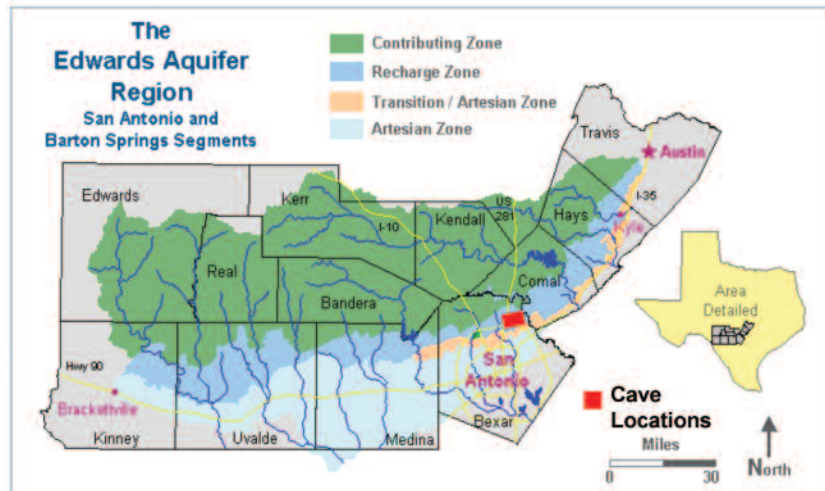 The
Edwards Aquifer
Region
San Antonio and
Barton Springs Segments
Contributing Zone
Recharge Zone
Transition / Artesian Zone
Artesian Zone
Travis
Austin
Edwards
Kerr
US
281
I-35
Kendall
Hays
I-10
Kyle
Real
Comal
Bandera
Area
Detailed
San
Antonio
Hwy 90
Brackettville
Cave
Locations
Bexar
Kinney
Uvalde
Medina
Miles
0
30
North